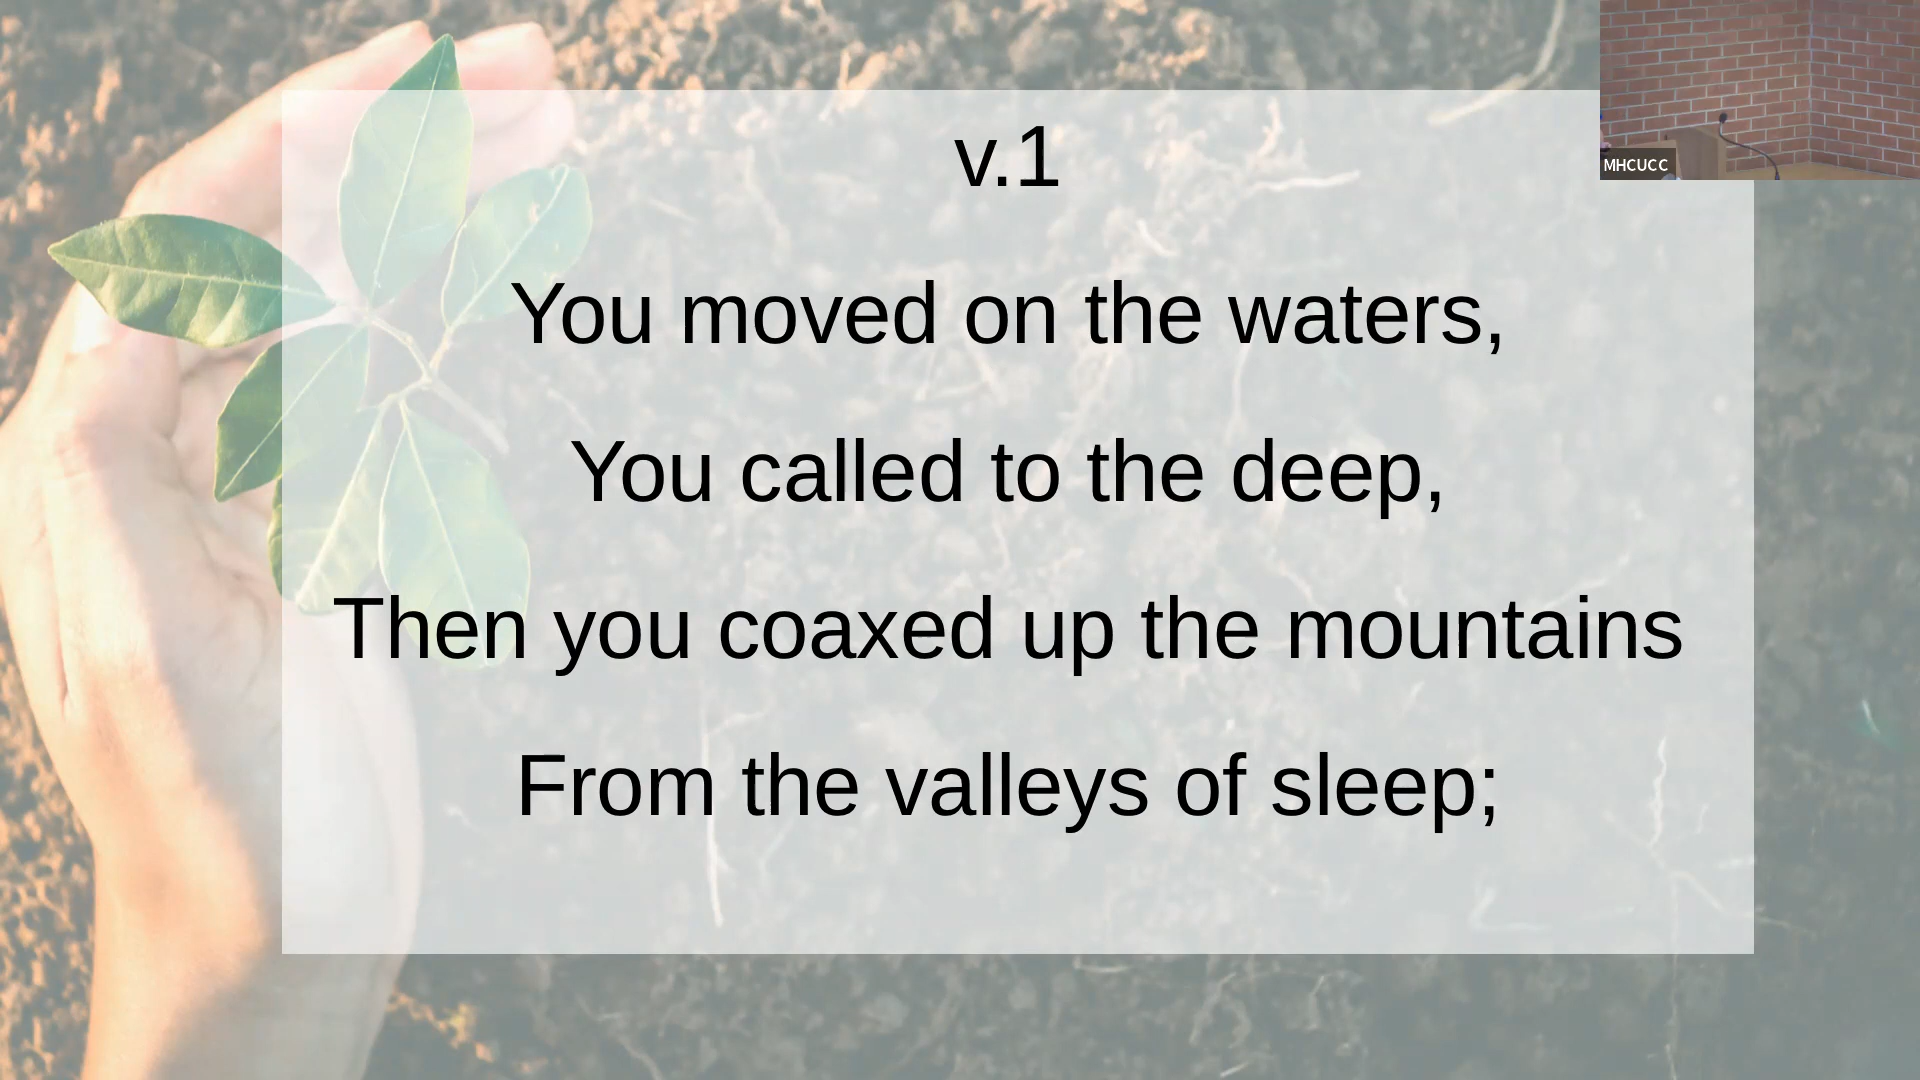 v.1
You moved on the waters,
You called to the deep,
Then you coaxed up the mountains
From the valleys of sleep;
MHCUCC